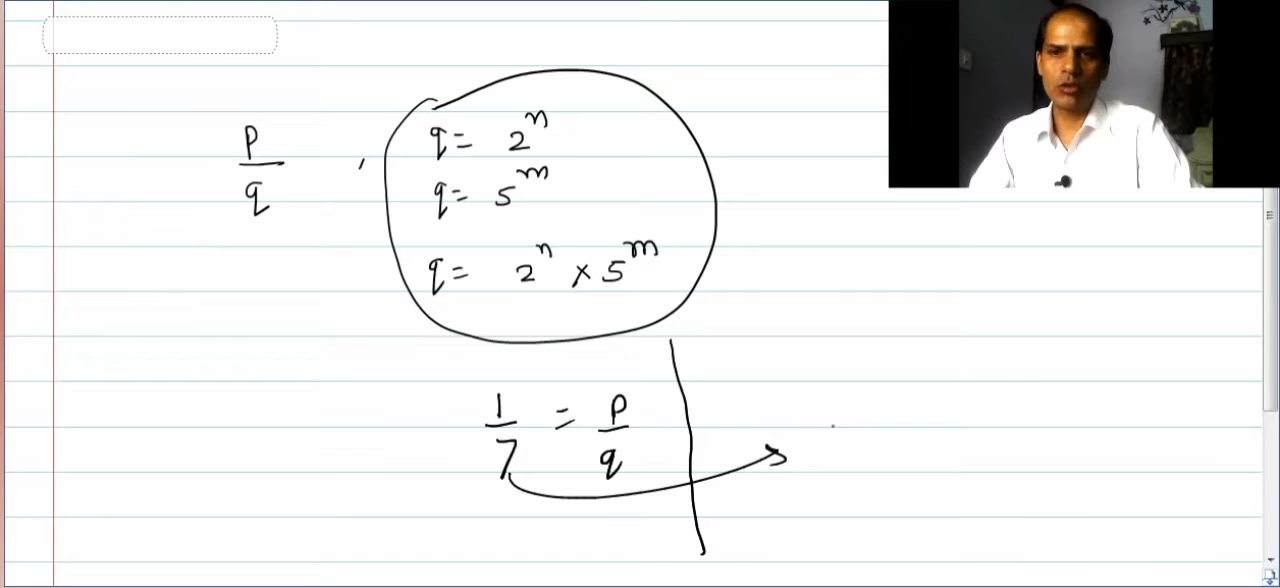 p/q , q = 2^n
q = 5^m
q = 2^n × 5^m
1/7 = p/q